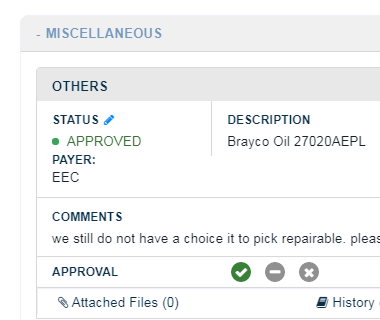 - MISCELLANEOUS
OTHERS
STATUS
DESCRIPTION
APPROVED
Brayco Oil 27020AEPL
PAYER:
EEC
COMMENTS
we still do not have a choice it to pick repairable.
APPROVAL
Attached Files (0)
History (